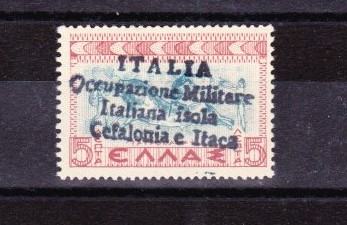 ITALIA
Occupazione Militare
Italiana isola
Cefalonia e Itaca
5 ΕΛΛΑΣ 5